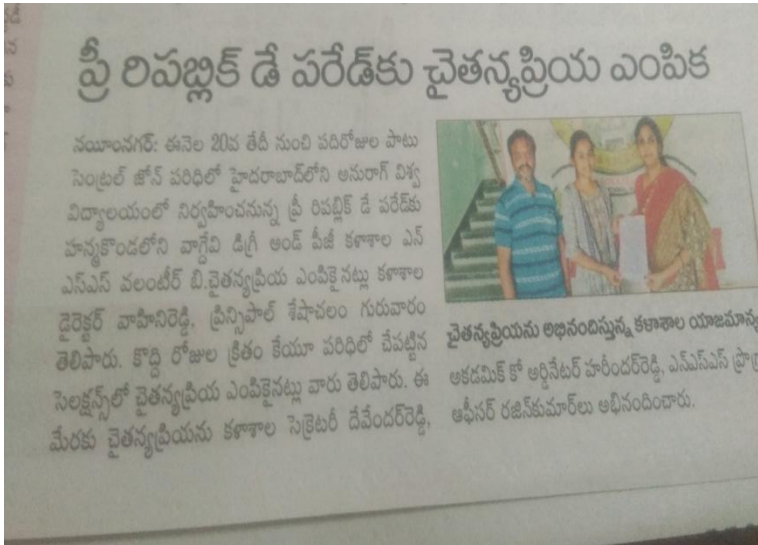 ప్రీ రిపబ్లిక్ డే పరేడ్‌కు చైతన్యప్రియ ఎంపిక
నయీంనగర్: ఈనెల 20వ తేదీ నుంచి పదిరోజుల పాటు
సెంట్రల్ జోన్ పరిధిలో హైదరాబాద్‌లోని అనురాగ్ విశ్వ
విద్యాలయంలో నిర్వహించనున్న ప్రీ రిపబ్లిక్ డే పరేడ్‌కు
హన్మకొండలోని వాగ్దేవి డిగ్రీ అండ్ పీజీ కళాశాల ఎన్
ఎస్ఎస్ వలంటీర్ బి.చైతన్యప్రియ ఎంపికైనట్లు కళాశాల
డైరెక్టర్ వాహినిరెడ్డి, ప్రిన్సిపాల్ శేషాచలం గురువారం
తెలిపారు. కొద్ది రోజుల క్రితం కేయూ పరిధిలో చేపట్టిన
సెలక్షన్స్‌లో చైతన్యప్రియ ఎంపికైనట్లు వారు తెలిపారు. ఈ
మేరకు చైతన్యప్రియను కళాశాల సెక్రెటరీ దేవేందర్‌రెడ్డి,
చైతన్యప్రియను అభినందిస్తున్న కళాశాల యాజమాన్య
అకడమిక్ కో ఆర్డినేటర్ హరీందర్‌రెడ్డి, ఎన్ఎస్ఎస్ ప్రొగ్రా
ఆఫీసర్ రజిన్‌కుమార్‌లు అభినందించారు.